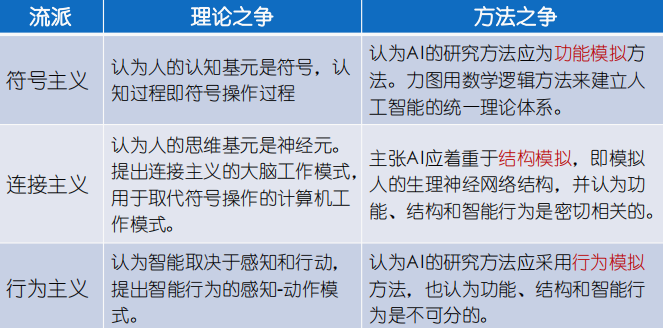 流派 理论之争 方法之争
符号主义
认为人的认知基元是符号，认
知过程即符号操作过程
认为AI的研究方法应为功能模拟方
法。力图用数学逻辑方法来建立人
工智能的统一理论体系。
连接主义
认为人的思维基元是神经元。
提出连接主义的大脑工作模式，
用于取代符号操作的计算机工
作模式。
主张AI应着重于结构模拟，即模拟
人的生理神经网络结构，并认为功
能、结构和智能行为是密切相关的。
行为主义
认为智能取决于感知和行动，
提出智能行为的感知-动作模
式。
认为AI的研究方法应采用行为模拟
方法，也认为功能、结构和智能行
为是不可分的。